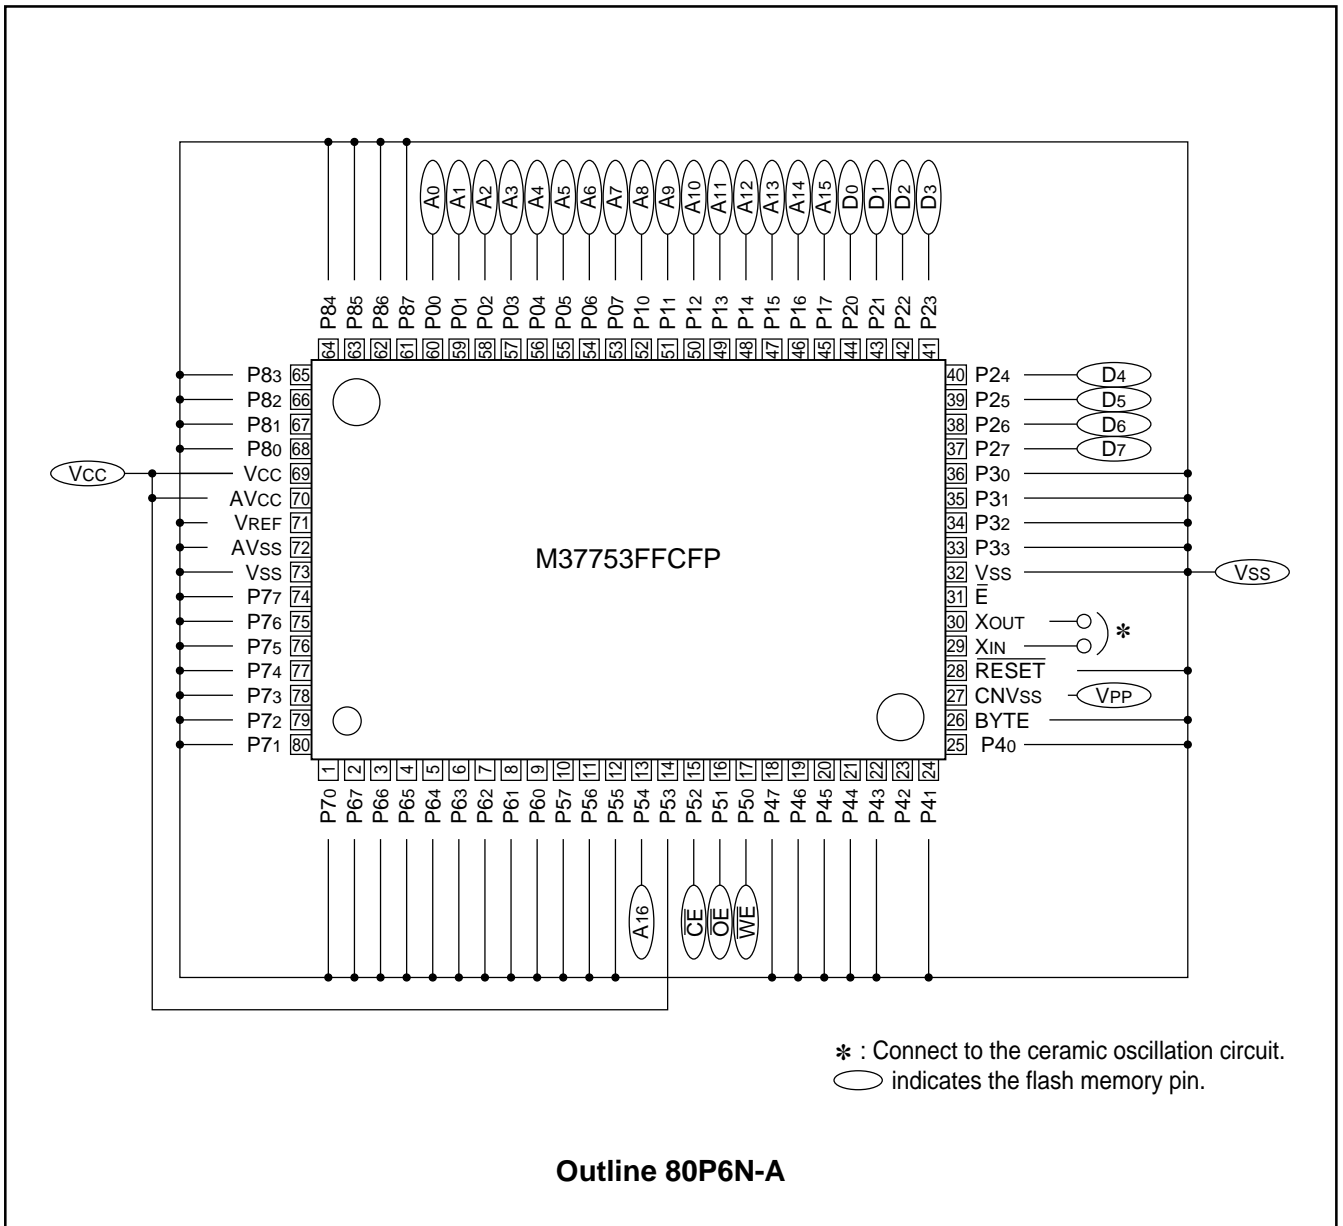 A0 A1 A2 A3 A4 A5 A6 A7 A8 A9 A10 A11 A12 A13 A14 A15 D0 D1 D2 D3
P84 P85 P86 P87 P00 P01 P02 P03 P04 P05 P06 P07 P10 P11 P12 P13 P14 P15 P16 P17 P20 P21 P22 P23
64 63 62 61 60 59 58 57 56 55 54 53 52 51 50 49 48 47 46 45 44 43 42 41
P83 65
P82 66
P81 67
P80 68
VCC VCC 69
AVCC 70
VREF 71
AVSS 72
VSS 73
P77 74
P76 75
P75 76
P74 77
P73 78
P72 79
P71 80
M37753FFCFP
40 P24 D4
39 P25 D5
38 P26 D6
37 P27 D7
36 P30
35 P31
34 P32
33 P33
32 VSS VSS
31 E̅
30 XOUT
29 XIN *
28 R̅E̅S̅E̅T̅
27 CNVSS VPP
26 BYTE
25 P40
1 2 3 4 5 6 7 8 9 10 11 12 13 14 15 16 17 18 19 20 21 22 23 24
P70 P67 P66 P65 P64 P63 P62 P61 P60 P57 P56 P55 P54 P53 P52 P51 P50 P47 P46 P45 P44 P43 P42 P41
A16 C̅E̅ O̅E̅ W̅E̅
* : Connect to the ceramic oscillation circuit.
indicates the flash memory pin.
Outline 80P6N-A